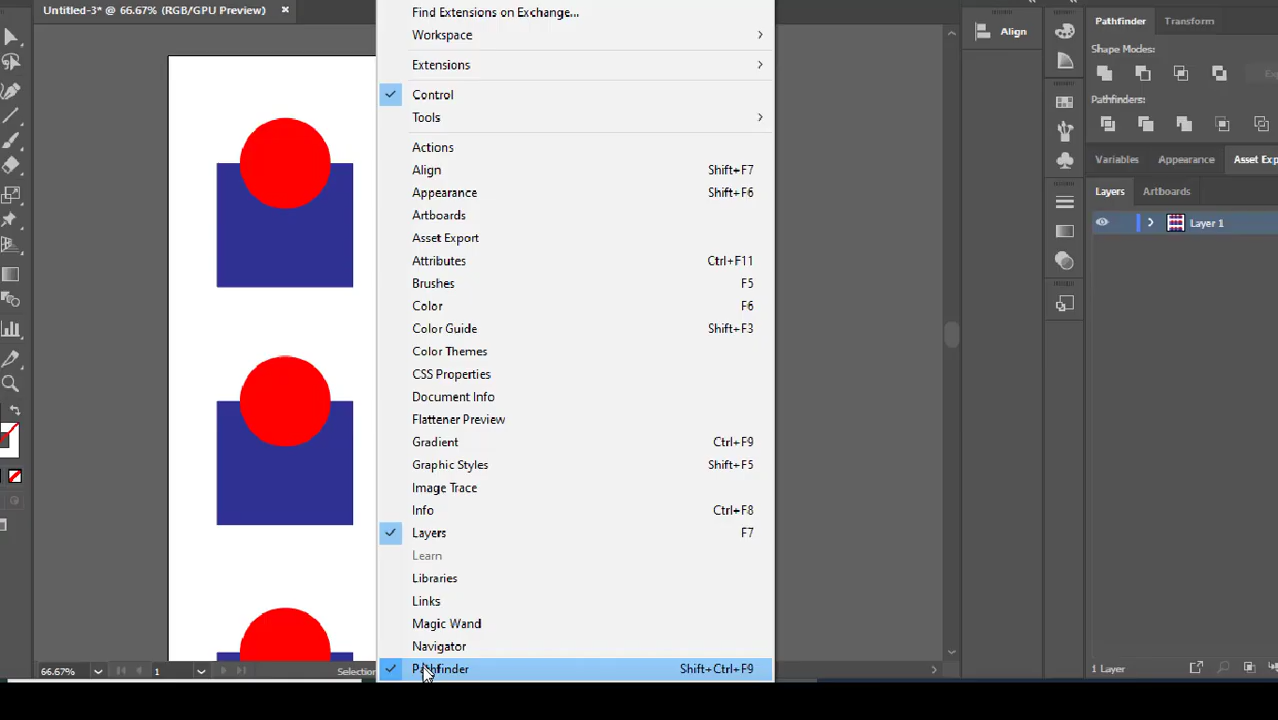 Untitled-3* @ 66.67% (RGB/GPU Preview)
Find Extensions on Exchange...
Workspace
Extensions
Control
Tools
Actions
Align Shift+F7
Appearance Shift+F6
Artboards
Asset Export
Attributes Ctrl+F11
Brushes F5
Color F6
Color Guide Shift+F3
Color Themes
CSS Properties
Document Info
Flattener Preview
Gradient Ctrl+F9
Graphic Styles Shift+F5
Image Trace
Info Ctrl+F8
Layers F7
Learn
Libraries
Links
Magic Wand
Navigator
Pathfinder Shift+Ctrl+F9
66.67% 1 Selection
Align
Pathfinder Transform
Shape Modes:
Pathfinders:
Variables Appearance Asset Exp
Layers Artboards
Layer 1
1 Layer